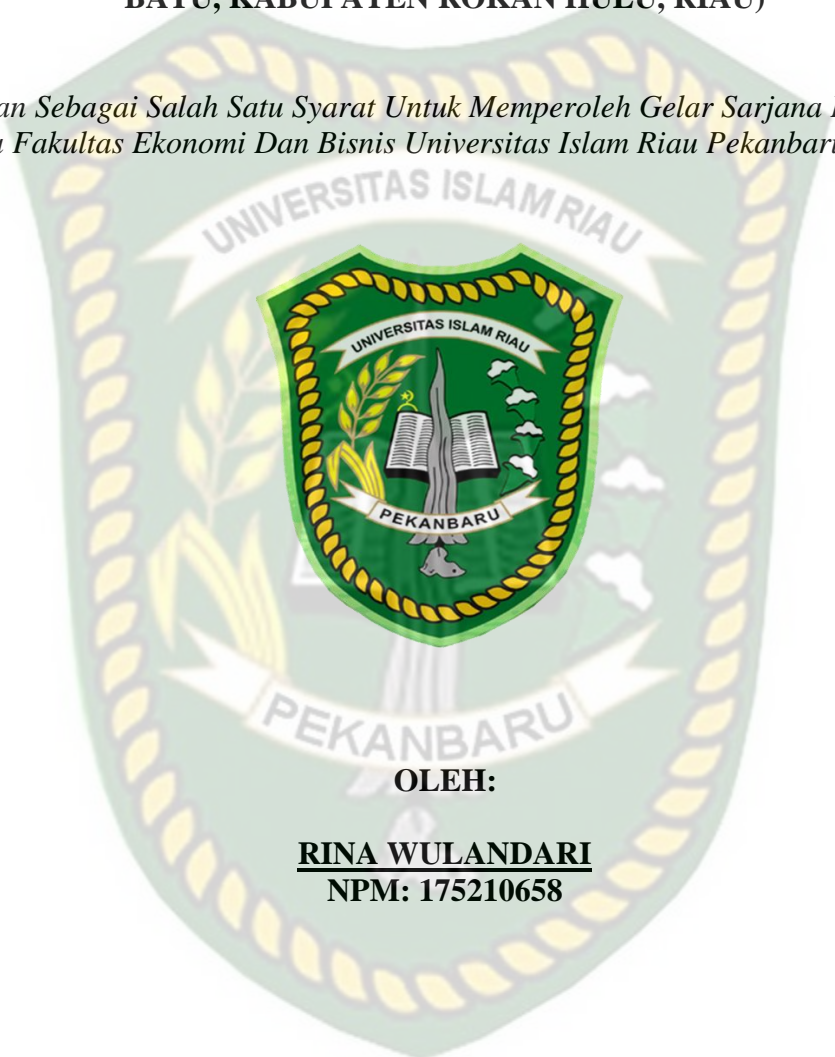 BATU, KABUPATEN ROKAN HULU, RIAU)
an Sebagai Salah Satu Syarat Untuk Memperoleh Gelar Sarjana
Fakultas Ekonomi Dan Bisnis Universitas Islam Riau Pekanbaru
UNIVERSITAS ISLAM RIAU
UNIVERSITAS ISLAM RIAU
PEKANBARU
PEKANBARU
OLEH:
RINA WULANDARI
NPM: 175210658